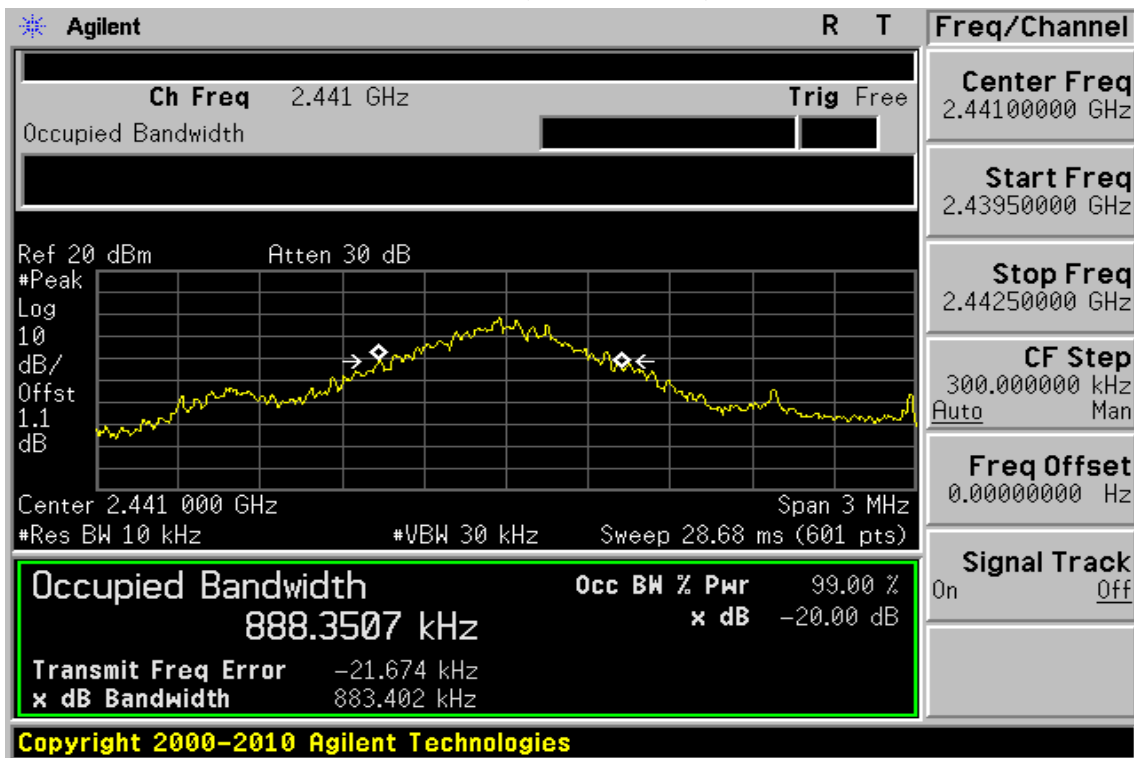 Agilent R T
Ch Freq 2.441 GHz Trig Free
Occupied Bandwidth
Ref 20 dBm Atten 30 dB
#Peak
Log
10
dB/
Offst
1.1
dB
Center 2.441 000 GHz Span 3 MHz
#Res BW 10 kHz #VBW 30 kHz Sweep 28.68 ms (601 pts)
Occupied Bandwidth
888.3507 kHz
Occ BW % Pwr 99.00 %
x dB -20.00 dB
Transmit Freq Error -21.674 kHz
x dB Bandwidth 883.402 kHz
Copyright 2000-2010 Agilent Technologies
Freq/Channel
Center Freq
2.44100000 GHz
Start Freq
2.43950000 GHz
Stop Freq
2.44250000 GHz
CF Step
300.000000 kHz
Auto Man
Freq Offset
0.00000000 Hz
Signal Track
On Off